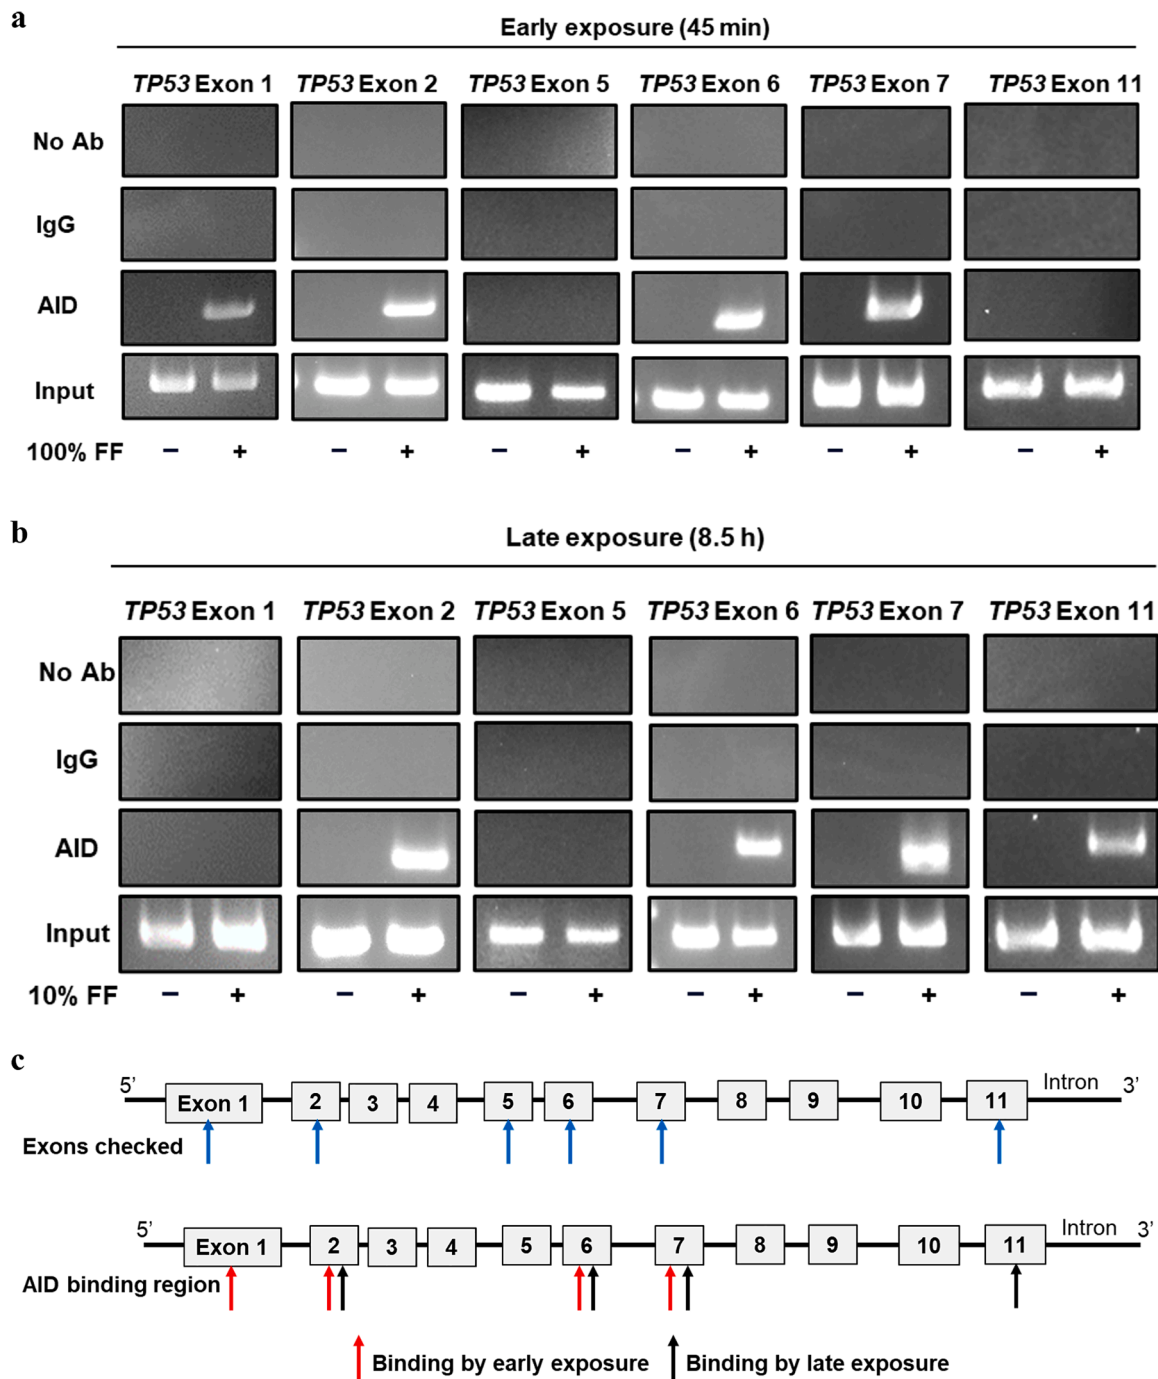 a
Early exposure (45 min)
TP53 Exon 1 TP53 Exon 2 TP53 Exon 5 TP53 Exon 6 TP53 Exon 7 TP53 Exon 11
No Ab
IgG
AID
Input
100% FF − + − + − + − + − + − +
b
Late exposure (8.5 h)
TP53 Exon 1 TP53 Exon 2 TP53 Exon 5 TP53 Exon 6 TP53 Exon 7 TP53 Exon 11
No Ab
IgG
AID
Input
10% FF − + − + − + − + − + − +
c
5’ Exon 1 2 3 4 5 6 7 8 9 10 11 Intron 3’
Exons checked
5’ Exon 1 2 3 4 5 6 7 8 9 10 11 Intron 3’
AID binding region
Binding by early exposure Binding by late exposure